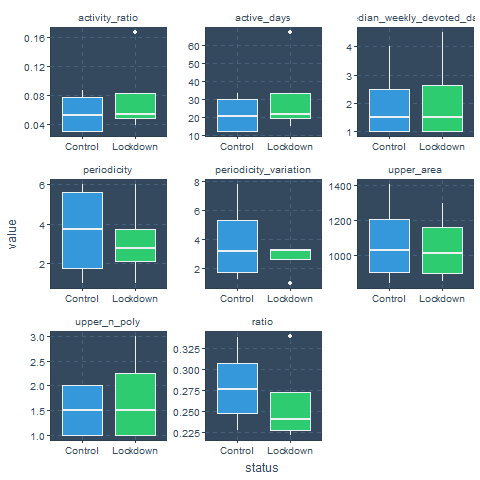 activity_ratio
active_days
edian_weekly_devoted_da
0.16
0.12
0.08
0.04
60
50
40
30
20
10
4
3
2
1
Control Lockdown
Control Lockdown
Control Lockdown
periodicity
periodicity_variation
upper_area
6
4
2
8
6
4
2
1400
1200
1000
Control Lockdown
Control Lockdown
Control Lockdown
upper_n_poly
ratio
3.0
2.5
2.0
1.5
1.0
0.325
0.300
0.275
0.250
0.225
Control Lockdown
Control Lockdown
value
status